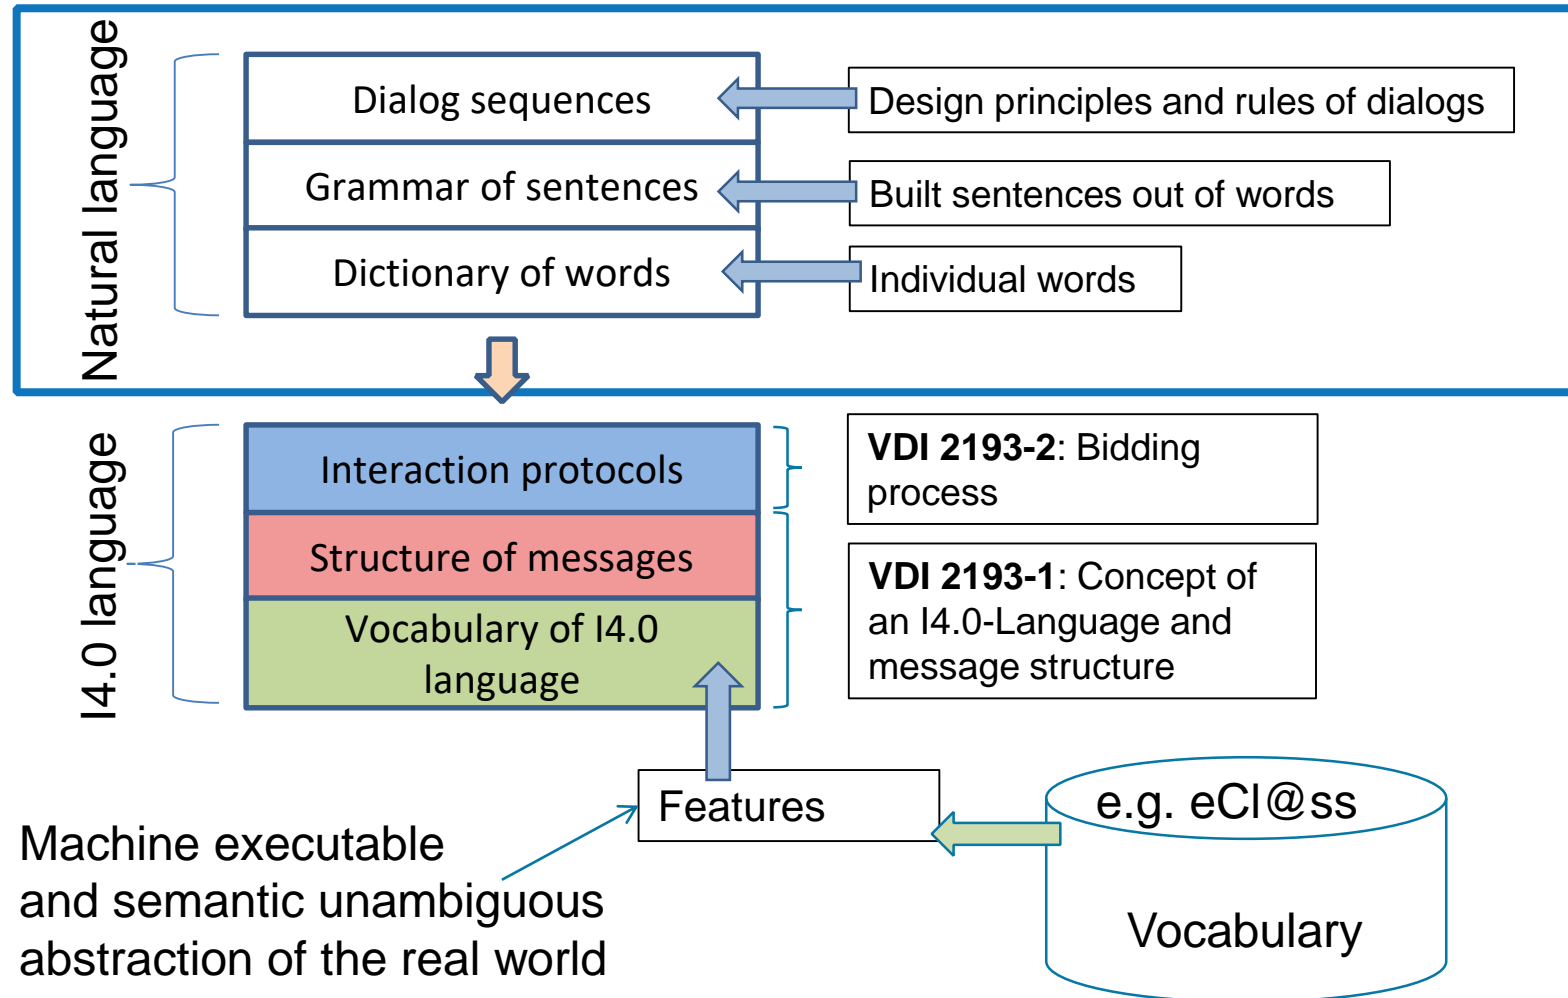 Natural language
Dialog sequences
Design principles and rules of dialogs
Grammar of sentences
Built sentences out of words
Dictionary of words
Individual words
I4.0 language
Interaction protocols
VDI 2193-2: Bidding
process
Structure of messages
VDI 2193-1: Concept of
an I4.0-Language and
message structure
Vocabulary of I4.0
language
Features
e.g. eCl@ss
Vocabulary
Machine executable
and semantic unambiguous
abstraction of the real world